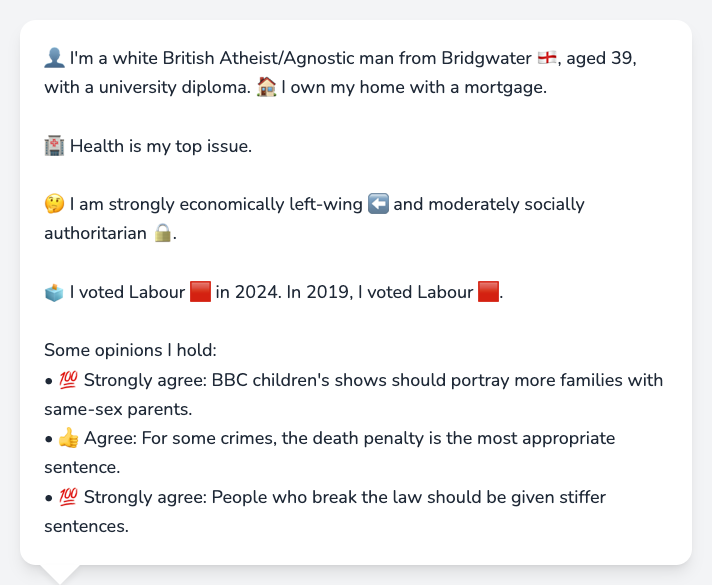 👤 I'm a white British Atheist/Agnostic man from Bridgwater 🏴󠁧󠁢󠁥󠁮󠁧󠁿, aged 39,
with a university diploma. 🏠 I own my home with a mortgage.
🏥 Health is my top issue.
🤔 I am strongly economically left-wing ⬅️ and moderately socially
authoritarian 🔒.
🗳️ I voted Labour 🟥 in 2024. In 2019, I voted Labour 🟥.
Some opinions I hold:
• 💯 Strongly agree: BBC children's shows should portray more families with
same-sex parents.
• 👍 Agree: For some crimes, the death penalty is the most appropriate
sentence.
• 💯 Strongly agree: People who break the law should be given stiffer
sentences.